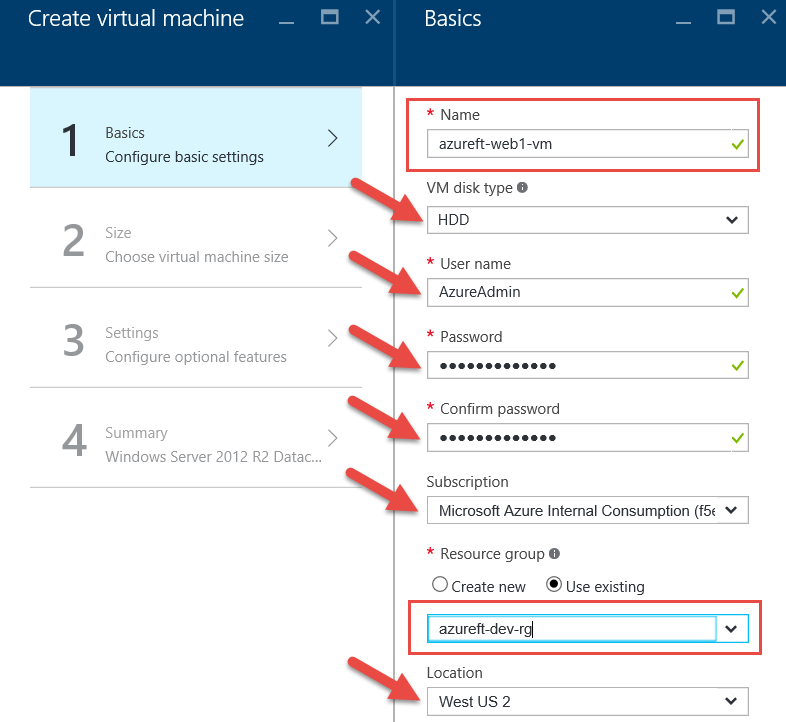 Create virtual machine
1
Basics
Configure basic settings
2
Size
Choose virtual machine size
3
Settings
Configure optional features
4
Summary
Windows Server 2012 R2 Datac...
Basics
* Name
azureft-web1-vm
VM disk type
HDD
* User name
AzureAdmin
* Password
•••••••••••••
* Confirm password
•••••••••••••
Subscription
Microsoft Azure Internal Consumption (f5e
* Resource group
Create new Use existing
azureft-dev-rg
Location
West US 2